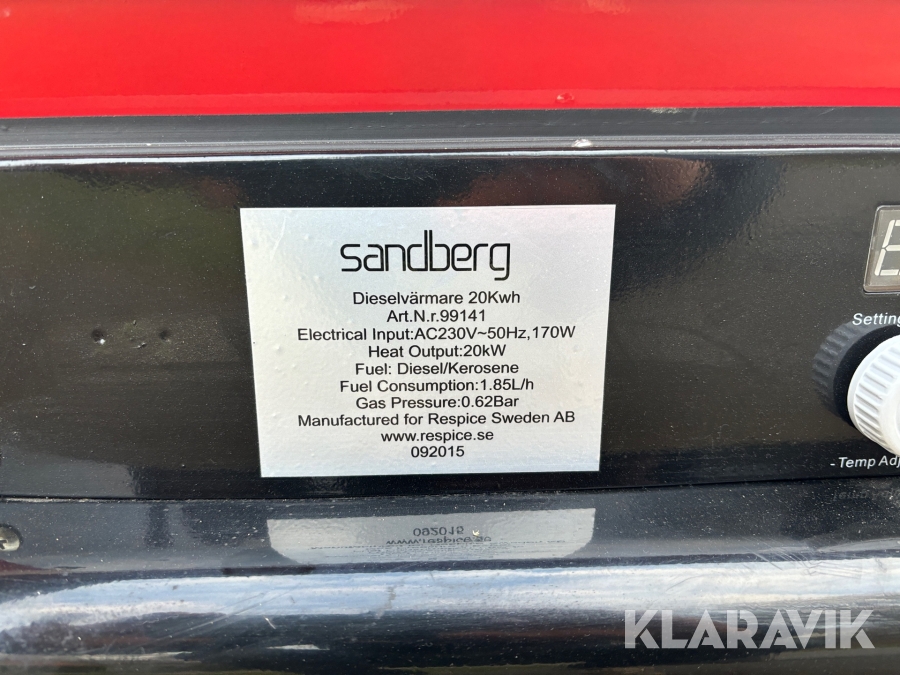 sandberg
Dieselvärmare 20Kwh
Art.N.r.99141
Electrical Input:AC230V~50Hz,170W
Heat Output:20kW
Fuel: Diesel/Kerosene
Fuel Consumption:1.85L/h
Gas Pressure:0.62Bar
Manufactured for Respice Sweden AB
www.respice.se
092015
Setting
- Temp Adj
KLARAVIK